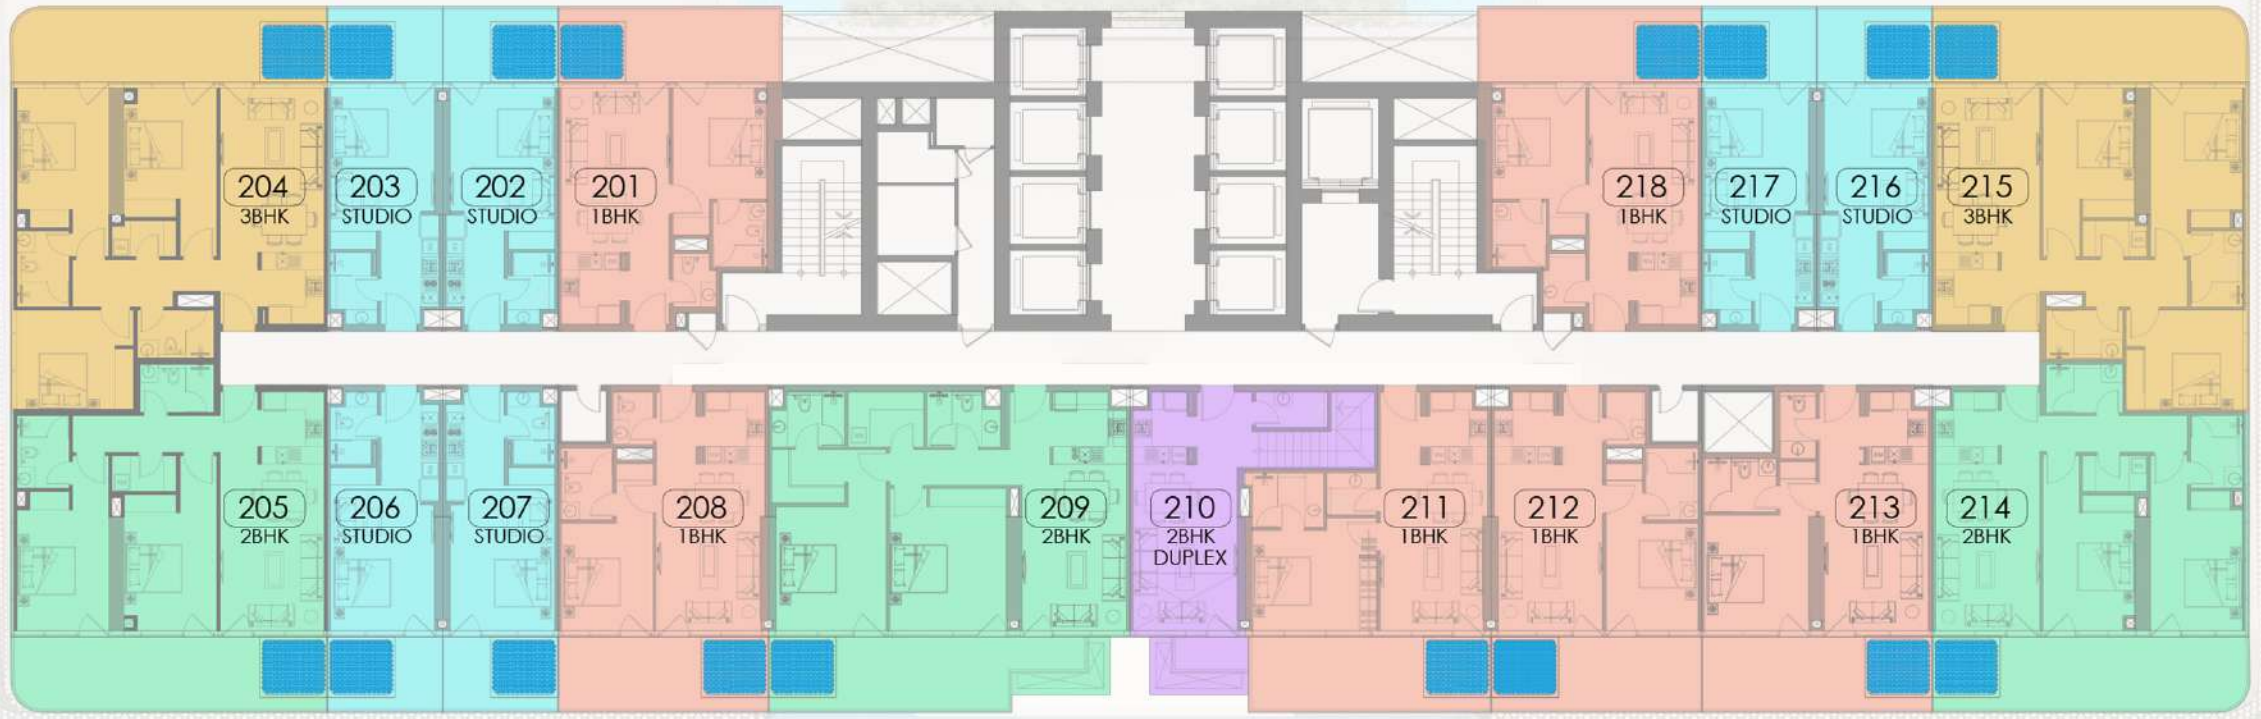 204
3BHK
203
STUDIO
202
STUDIO
201
1BHK
218
1BHK
217
STUDIO
216
STUDIO
215
3BHK
205
2BHK
206
STUDIO
207
STUDIO
208
1BHK
209
2BHK
210
2BHK
DUPLEX
211
1BHK
212
1BHK
213
1BHK
214
2BHK